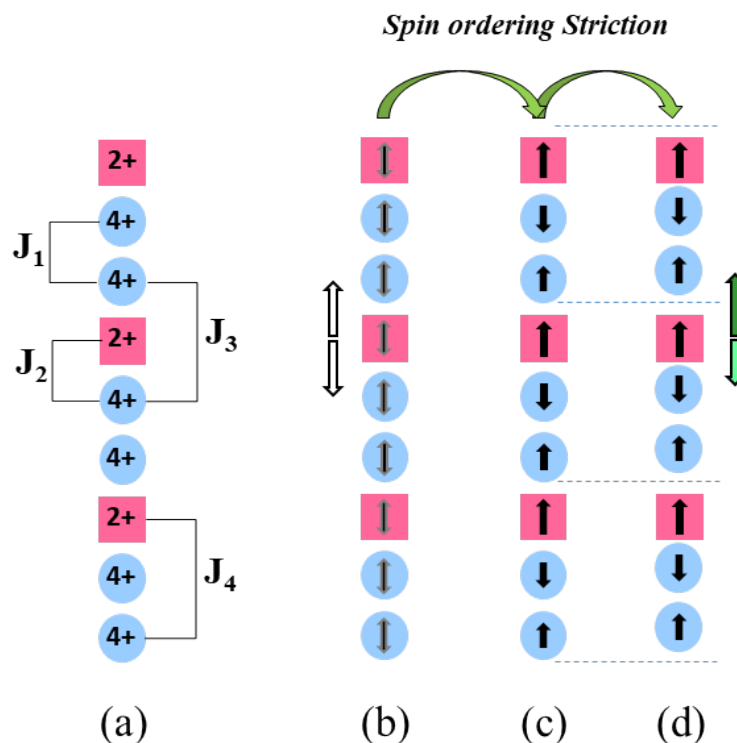 Spin ordering Striction
2+
4+
J1
4+
J3
2+
J2
4+
4+
2+
4+
J4
4+
(a) (b) (c) (d)